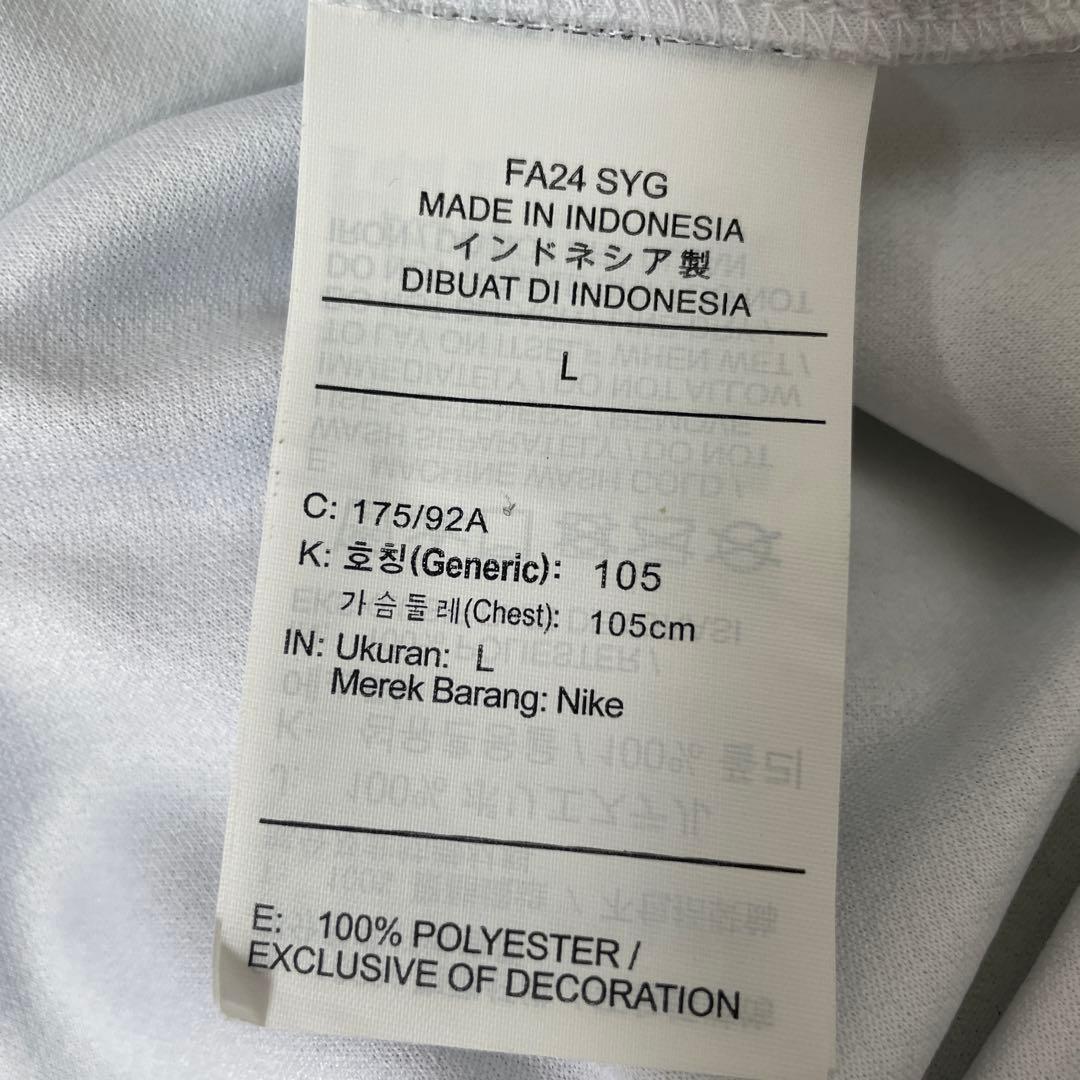 FA24 SYG
MADE IN INDONESIA
インドネシア製
DIBUAT DI INDONESIA
L
C: 175/92A
K: 호칭(Generic): 105
가슴둘레(Chest): 105cm
IN: Ukuran: L
Merek Barang: Nike
E: 100% POLYESTER /
EXCLUSIVE OF DECORATION